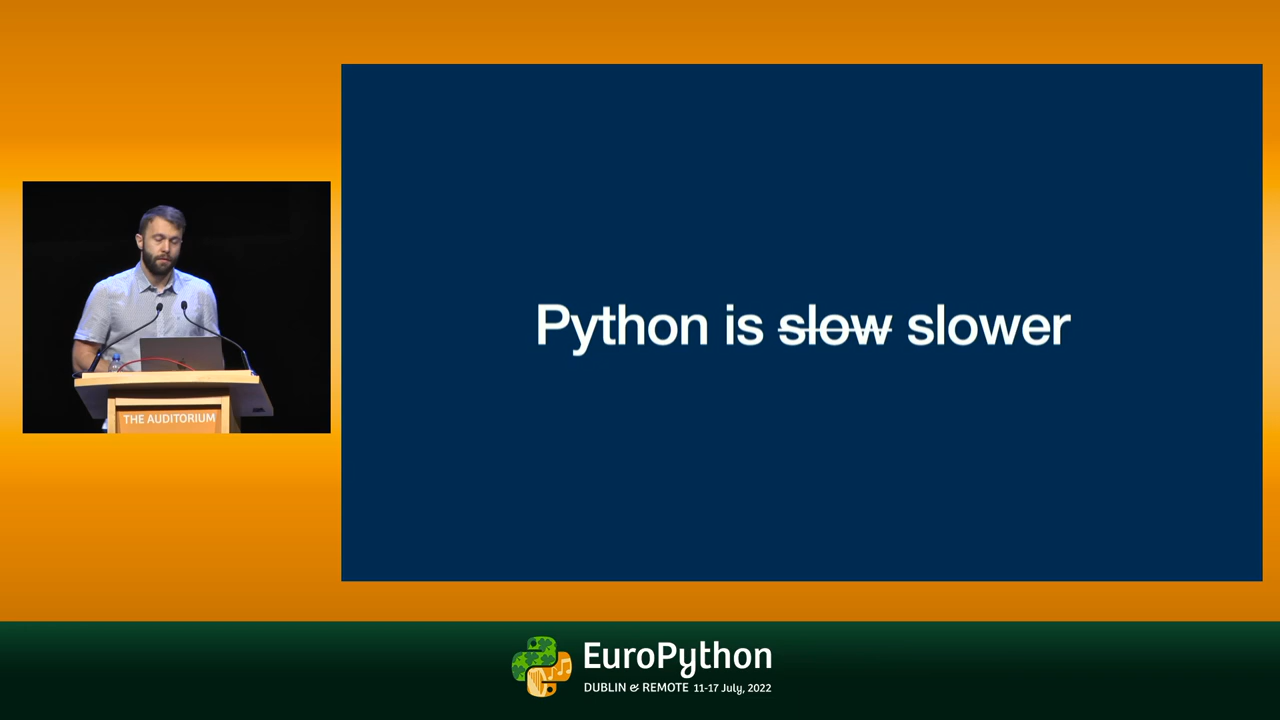 Python is slow slower
THE AUDITORIUM
EuroPython
DUBLIN & REMOTE 11-17 July, 2022